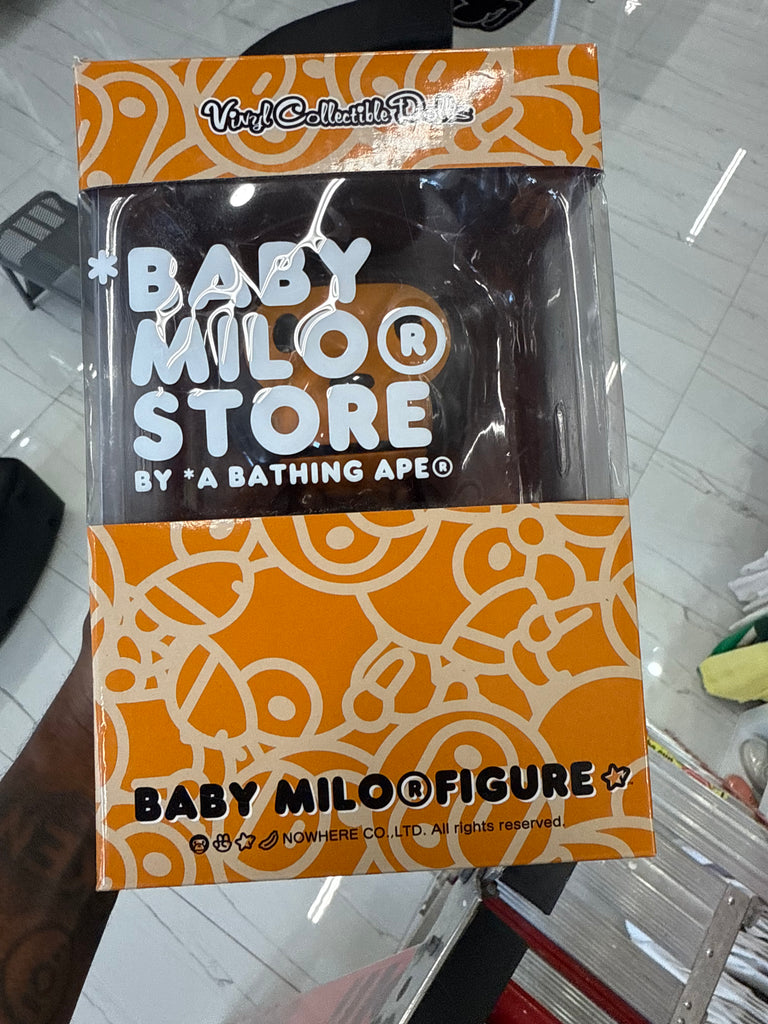 Vinyl Collectible Dolls
*BABY
MILO®
STORE
BY *A BATHING APE®
BABY MILO®FIGURE
NOWHERE CO.,LTD. All rights reserved.